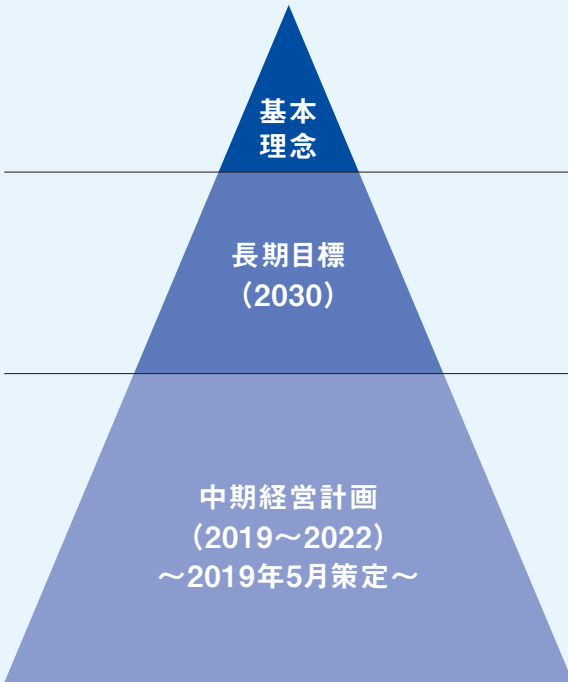 基本
理念
長期目標
（2030）
中期経営計画
（2019〜2022）
〜2019年5月策定〜